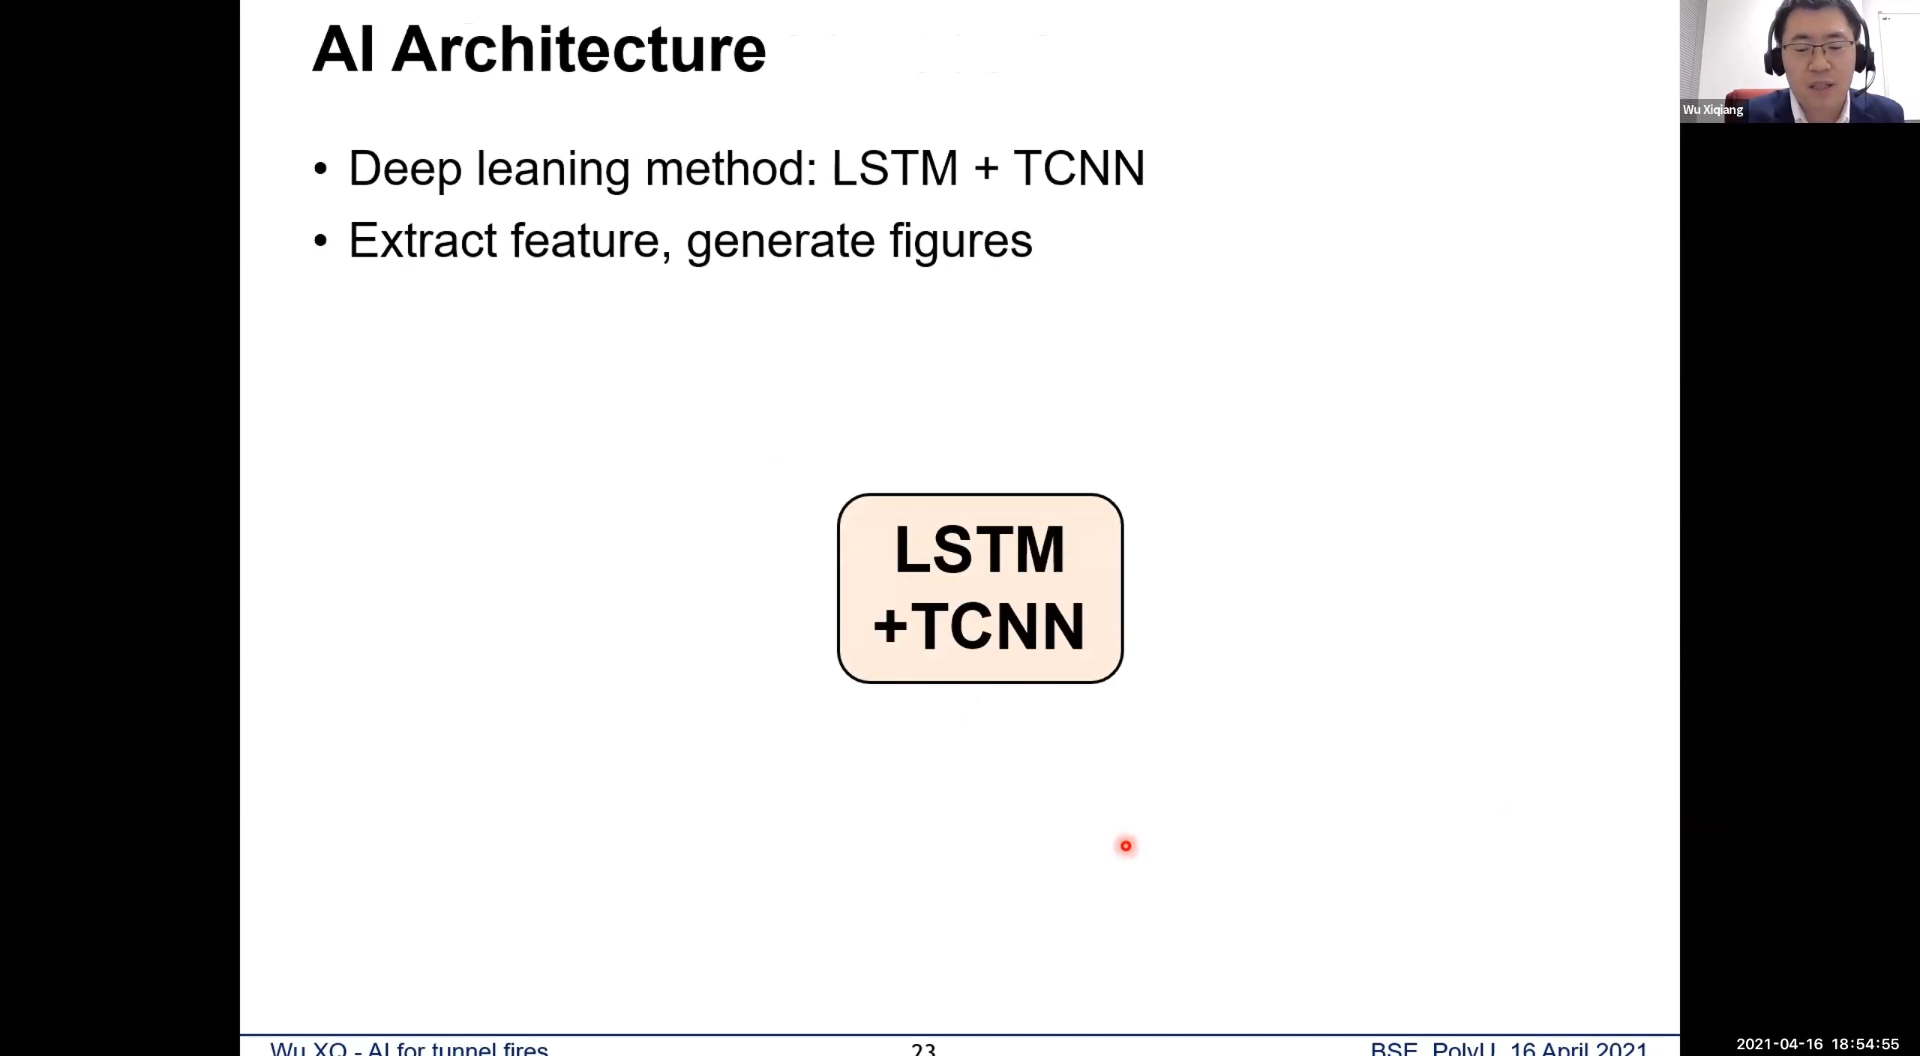 AI Architecture
Wu Xiqiang
• Deep leaning method: LSTM + TCNN
• Extract feature, generate figures
LSTM
+TCNN
Wu XQ - AI for tunnel fires
23
BSE, PolyU, 16 April 2021
2021-04-16 18:54:55